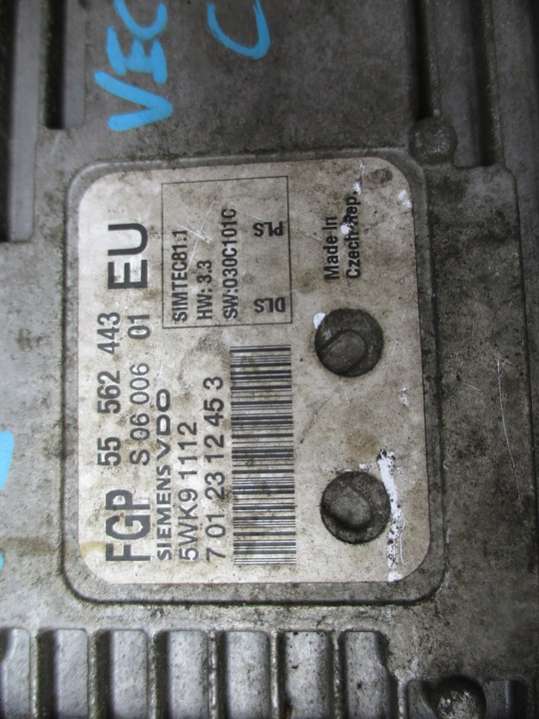 VEC
C
FGP 55 562 443 EU
S 06 006 01
SIEMENS VDO
5WK9 1112
7 01 23 12 45 3
SIMTEC81:1
HW: 3.3
SW:030C101C
DLS PLS
Made In
Czech Rep.